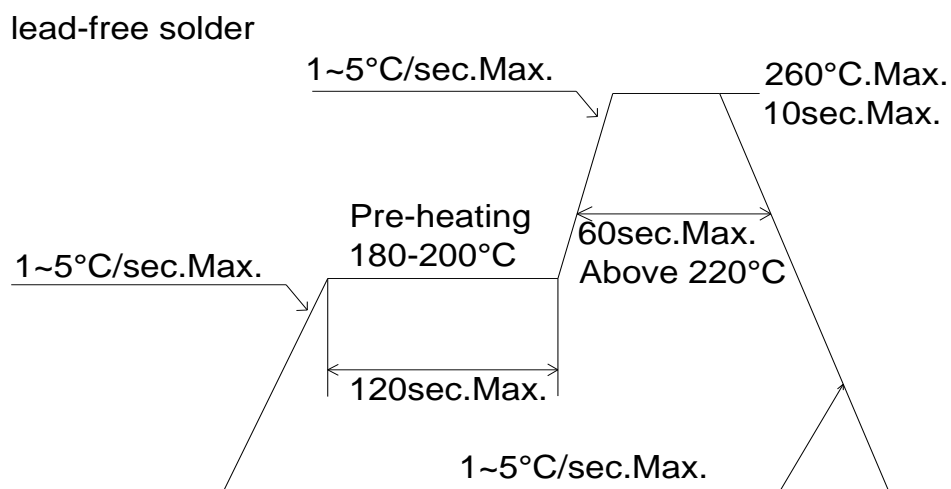 lead-free solder
1~5°C/sec.Max.
260°C.Max.
10sec.Max.
Pre-heating
180-200°C
60sec.Max.
Above 220°C
1~5°C/sec.Max.
120sec.Max.
1~5°C/sec.Max.